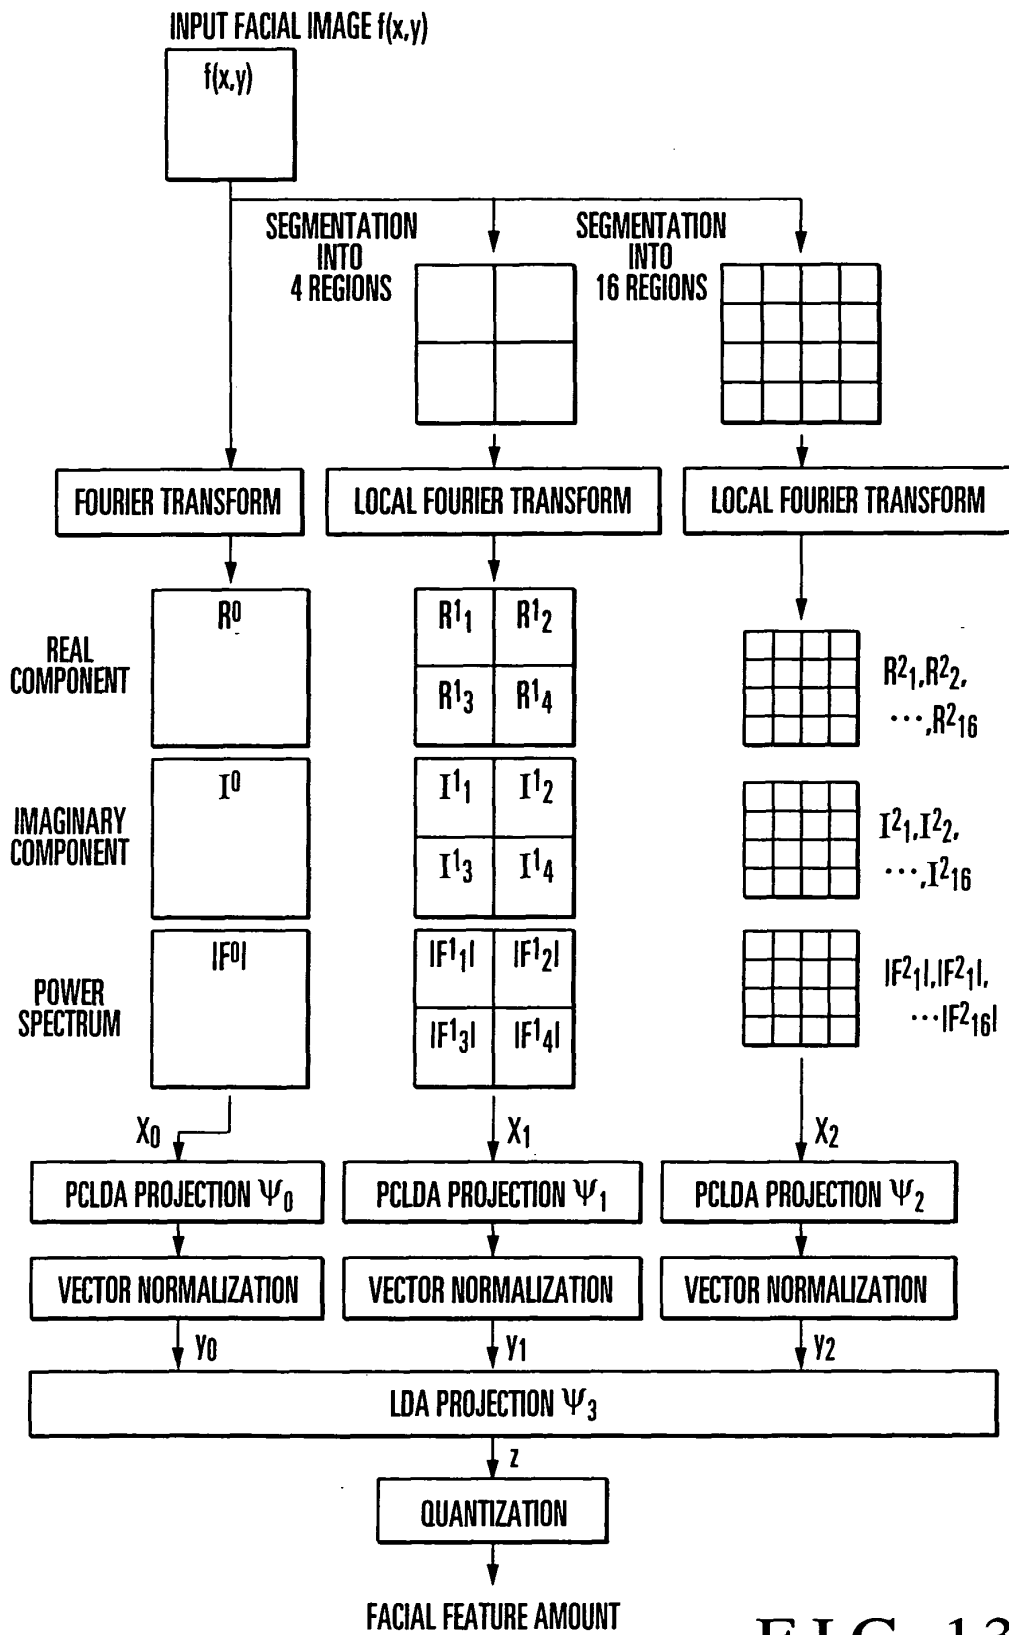 INPUT FACIAL IMAGE f(x,y)
f(x,y)
SEGMENTATION
INTO
4 REGIONS
SEGMENTATION
INTO
16 REGIONS
FOURIER TRANSFORM
LOCAL FOURIER TRANSFORM
LOCAL FOURIER TRANSFORM
REAL
COMPONENT
R⁰
R¹₁ R¹₂
R¹₃ R¹₄
R²₁,R²₂,
⋯,R²₁₆
IMAGINARY
COMPONENT
I⁰
I¹₁ I¹₂
I¹₃ I¹₄
I²₁,I²₂,
⋯,I²₁₆
POWER
SPECTRUM
|F⁰|
|F¹₁| |F¹₂|
|F¹₃| |F¹₄|
|F²₁|,|F²₁|,
⋯|F²₁₆|
X₀
X₁
X₂
PCLDA PROJECTION Ψ₀
PCLDA PROJECTION Ψ₁
PCLDA PROJECTION Ψ₂
VECTOR NORMALIZATION
VECTOR NORMALIZATION
VECTOR NORMALIZATION
Y₀
Y₁
Y₂
LDA PROJECTION Ψ₃
Z
QUANTIZATION
FACIAL FEATURE AMOUNT
FIG. 13